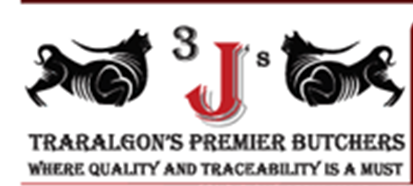 3 J's
TRARALGON'S PREMIER BUTCHERS
WHERE QUALITY AND TRACEABILITY IS A MUST